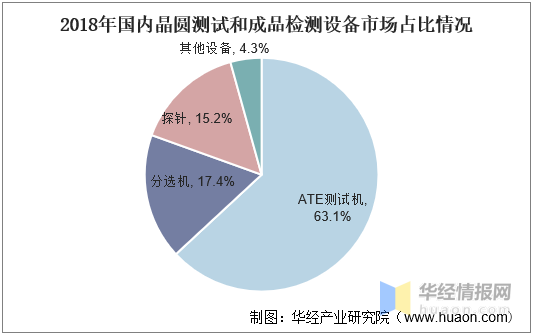 2018年国内晶圆测试和成品检测设备市场占比情况
其他设备, 4.3%
探针, 15.2%
分选机, 17.4%
ATE测试机,
63.1%
华经情报网
www.huaon.com
制图：华经产业研究院（www.huaon.com）